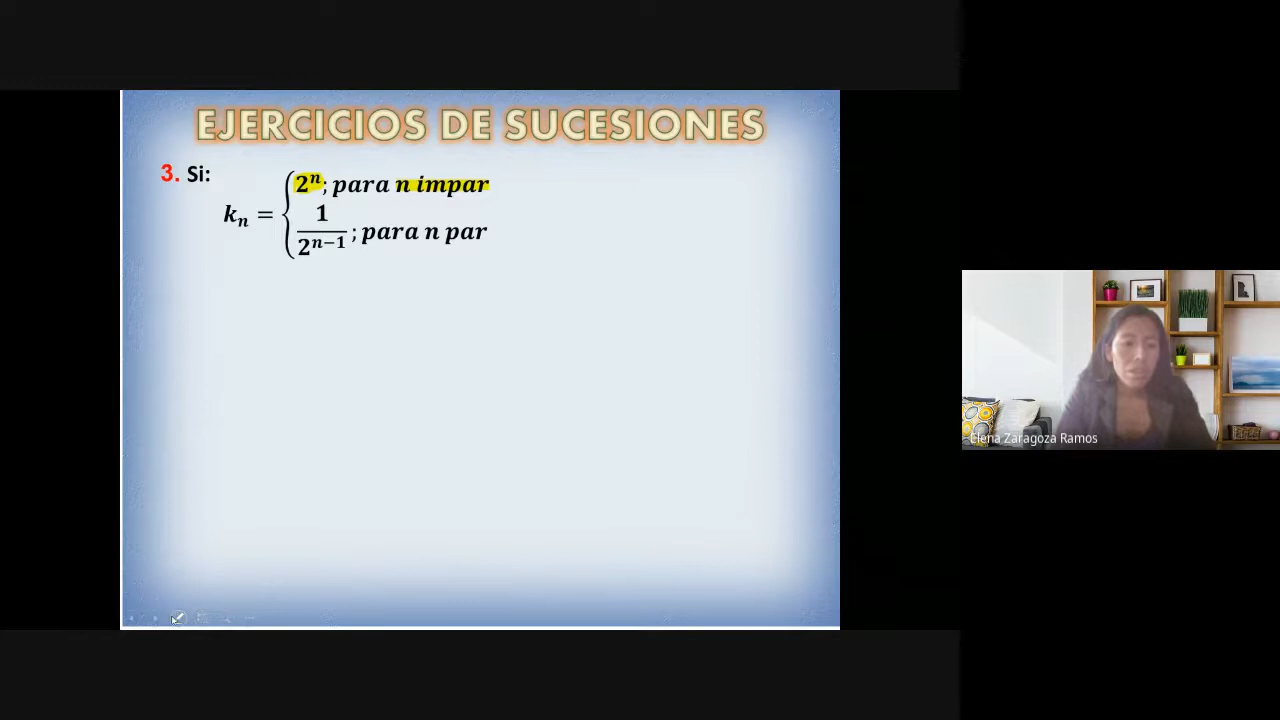 EJERCICIOS DE SUCESIONES
3. Si:
2ⁿ; para n impar
kₙ = {
1
2ⁿ⁻¹ ; para n par
Elena Zaragoza Ramos